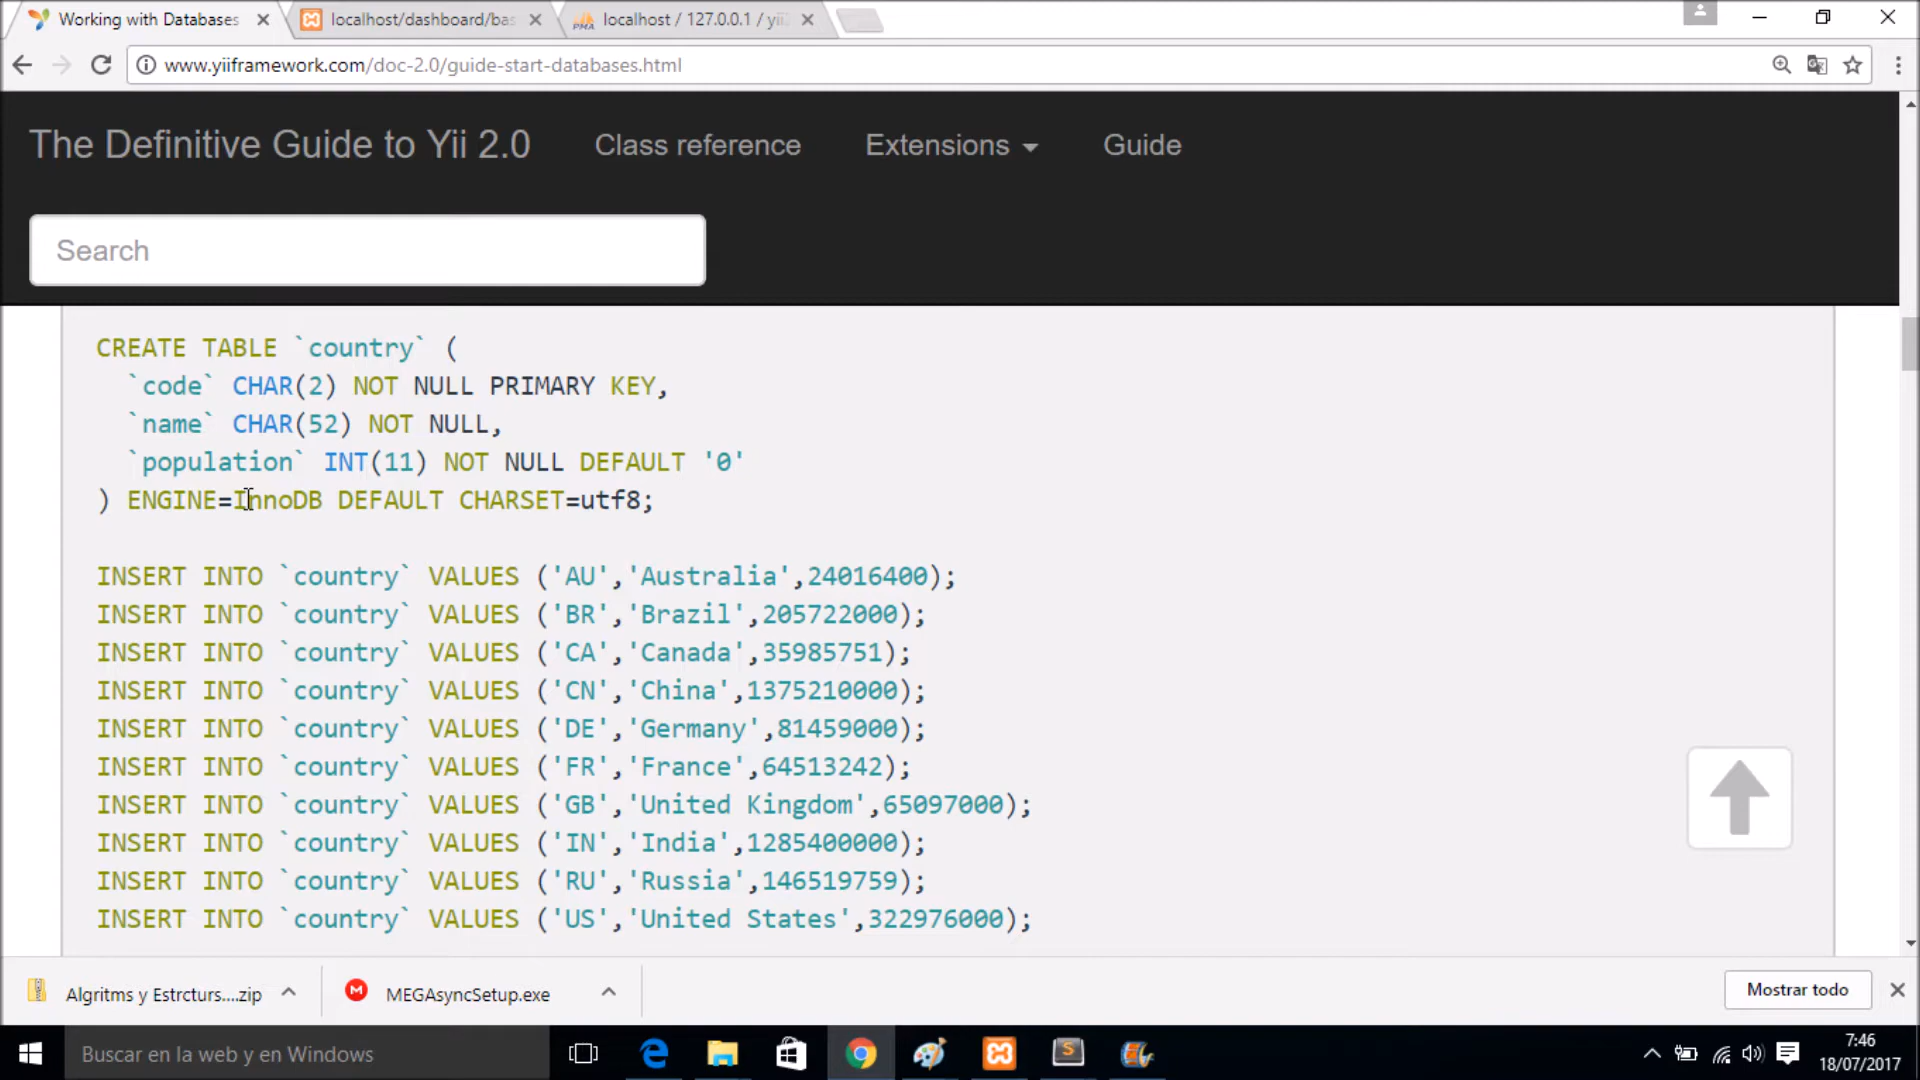 Working with Databases
localhost/dashboard/bas
PMA
localhost / 127.0.0.1 / yii2
www.yiiframework.com/doc-2.0/guide-start-databases.html
The Definitive Guide to Yii 2.0
Class reference
Extensions
Guide
Search
CREATE TABLE `country` (
`code` CHAR(2) NOT NULL PRIMARY KEY,
`name` CHAR(52) NOT NULL,
`population` INT(11) NOT NULL DEFAULT '0'
) ENGINE=InnoDB DEFAULT CHARSET=utf8;
INSERT INTO `country` VALUES ('AU','Australia',24016400);
INSERT INTO `country` VALUES ('BR','Brazil',205722000);
INSERT INTO `country` VALUES ('CA','Canada',35985751);
INSERT INTO `country` VALUES ('CN','China',1375210000);
INSERT INTO `country` VALUES ('DE','Germany',81459000);
INSERT INTO `country` VALUES ('FR','France',64513242);
INSERT INTO `country` VALUES ('GB','United Kingdom',65097000);
INSERT INTO `country` VALUES ('IN','India',1285400000);
INSERT INTO `country` VALUES ('RU','Russia',146519759);
INSERT INTO `country` VALUES ('US','United States',322976000);
Algritms y Estrcturs....zip
MEGAsyncSetup.exe
Mostrar todo
Buscar en la web y en Windows
7:46
18/07/2017